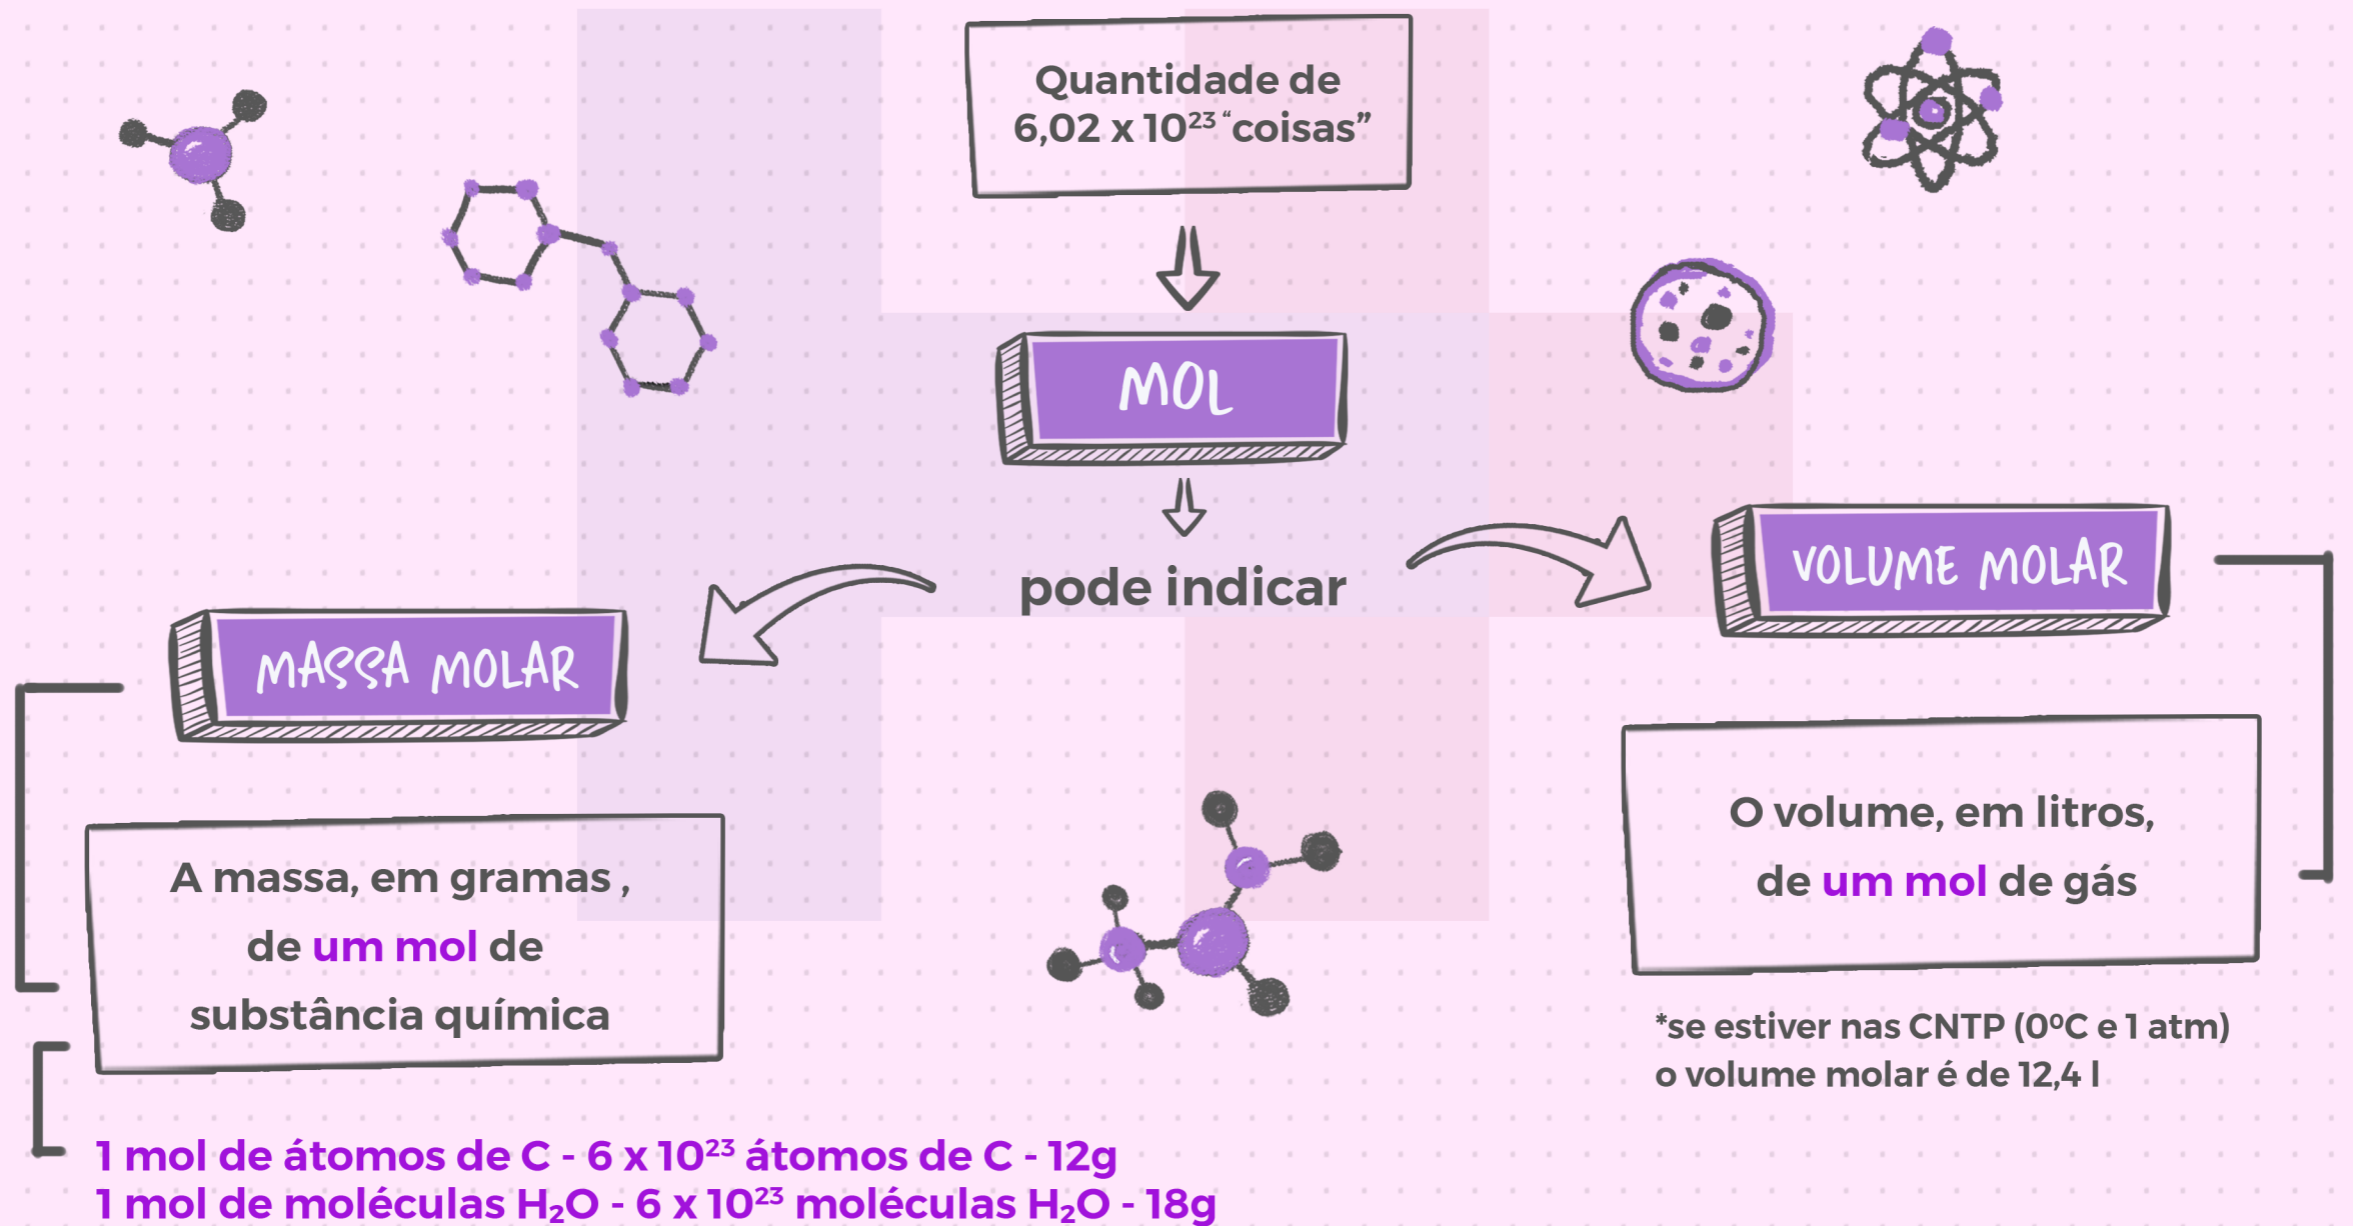 Quantidade de
6,02 x 10²³ “coisas”
MOL
pode indicar
MASSA MOLAR
A massa, em gramas ,
de um mol de
substância química
1 mol de átomos de C - 6 x 10²³ átomos de C - 12g
1 mol de moléculas H₂O - 6 x 10²³ moléculas H₂O - 18g
VOLUME MOLAR
O volume, em litros,
de um mol de gás
*se estiver nas CNTP (0ºC e 1 atm)
o volume molar é de 12,4 l